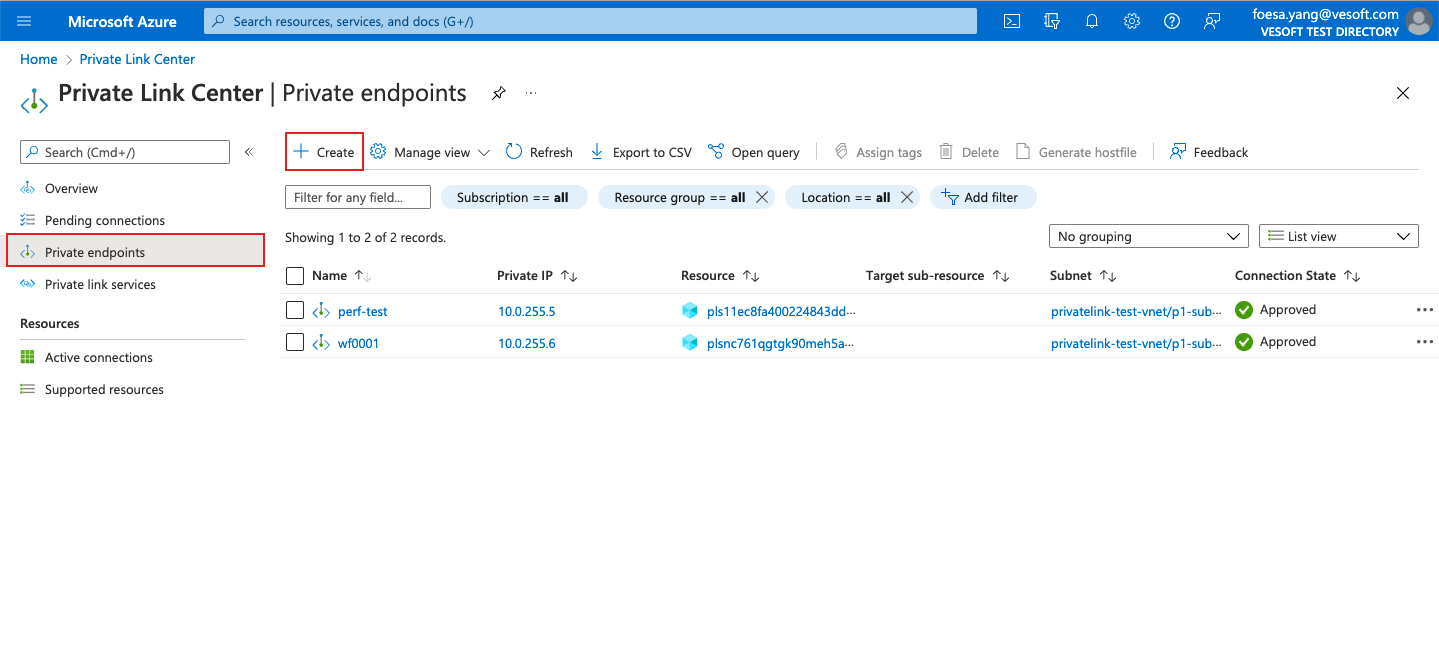 Microsoft Azure
Search resources, services, and docs (G+/)
foesa.yang@vesoft.com
VESOFT TEST DIRECTORY
Home > Private Link Center
Private Link Center | Private endpoints ...
Search (Cmd+/) «
Create Manage view Refresh Export to CSV Open query Assign tags Delete Generate hostfile Feedback
Overview
Pending connections
Private endpoints
Private link services
Resources
Active connections
Supported resources
Filter for any field... Subscription == all Resource group == all Location == all Add filter
Showing 1 to 2 of 2 records.
No grouping List view
Name ↑↓ Private IP ↑↓ Resource ↑↓ Target sub-resource ↑↓ Subnet ↑↓ Connection State ↑↓
perf-test 10.0.255.5 pls11ec8fa400224843dd... privatelink-test-vnet/p1-sub... Approved ...
wf0001 10.0.255.6 plsnc761qgtgk90meh5a... privatelink-test-vnet/p1-sub... Approved ...